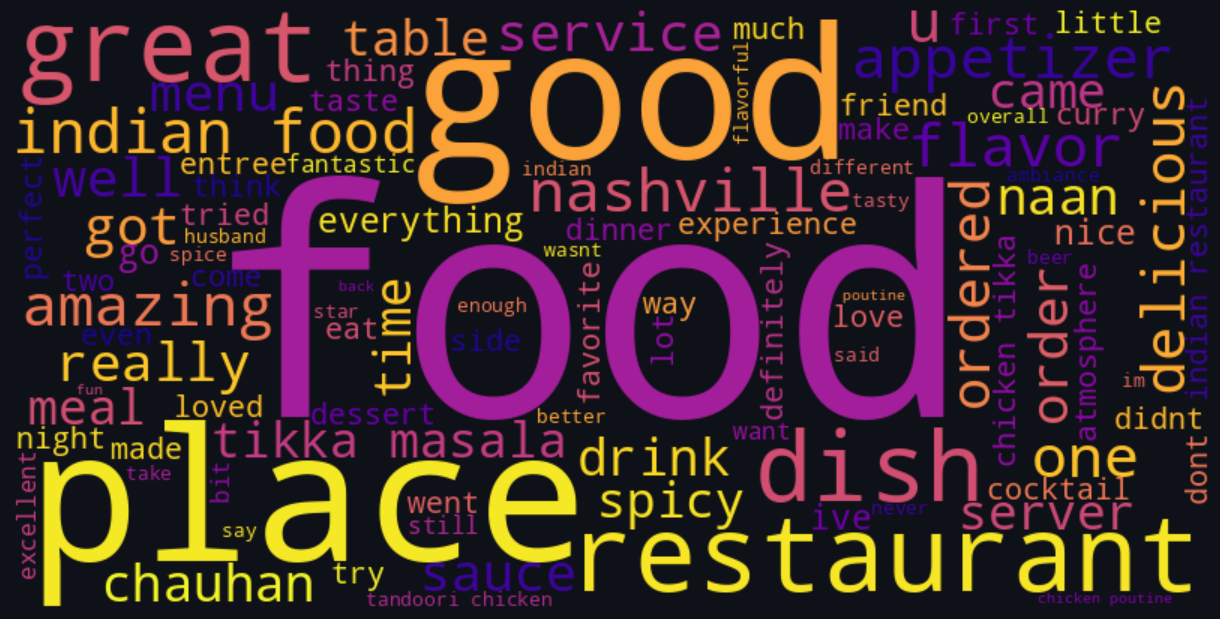 great
table
service
much
u
first
little
thing
good
flavorful
appetizer
menu
taste
friend
came
indian food
make
overall
curry
delicious
indian restaurant
entree
fantastic
indian
different
flavor
perfect
well
think
nashville
tasty
ambiance
naan
got
tried
everything
dinner
experience
ordered
nice
husband
go
spice
wasnt
food
two
come
back
beer
amazing
star
eat
time
enough
side
favorite
way
lot
definitely
poutine
love
said
chicken tikka
order
atmosphere
even
really
fun
im
meal
loved
dessert
better
want
didnt
night
made
tikka masala
drink
dish
one
dont
excellent
place
take
bit
went
spicy
cocktail
still
ive
never
server
say
restaurant
chauhan
try
sauce
tandoori chicken
chicken poutine